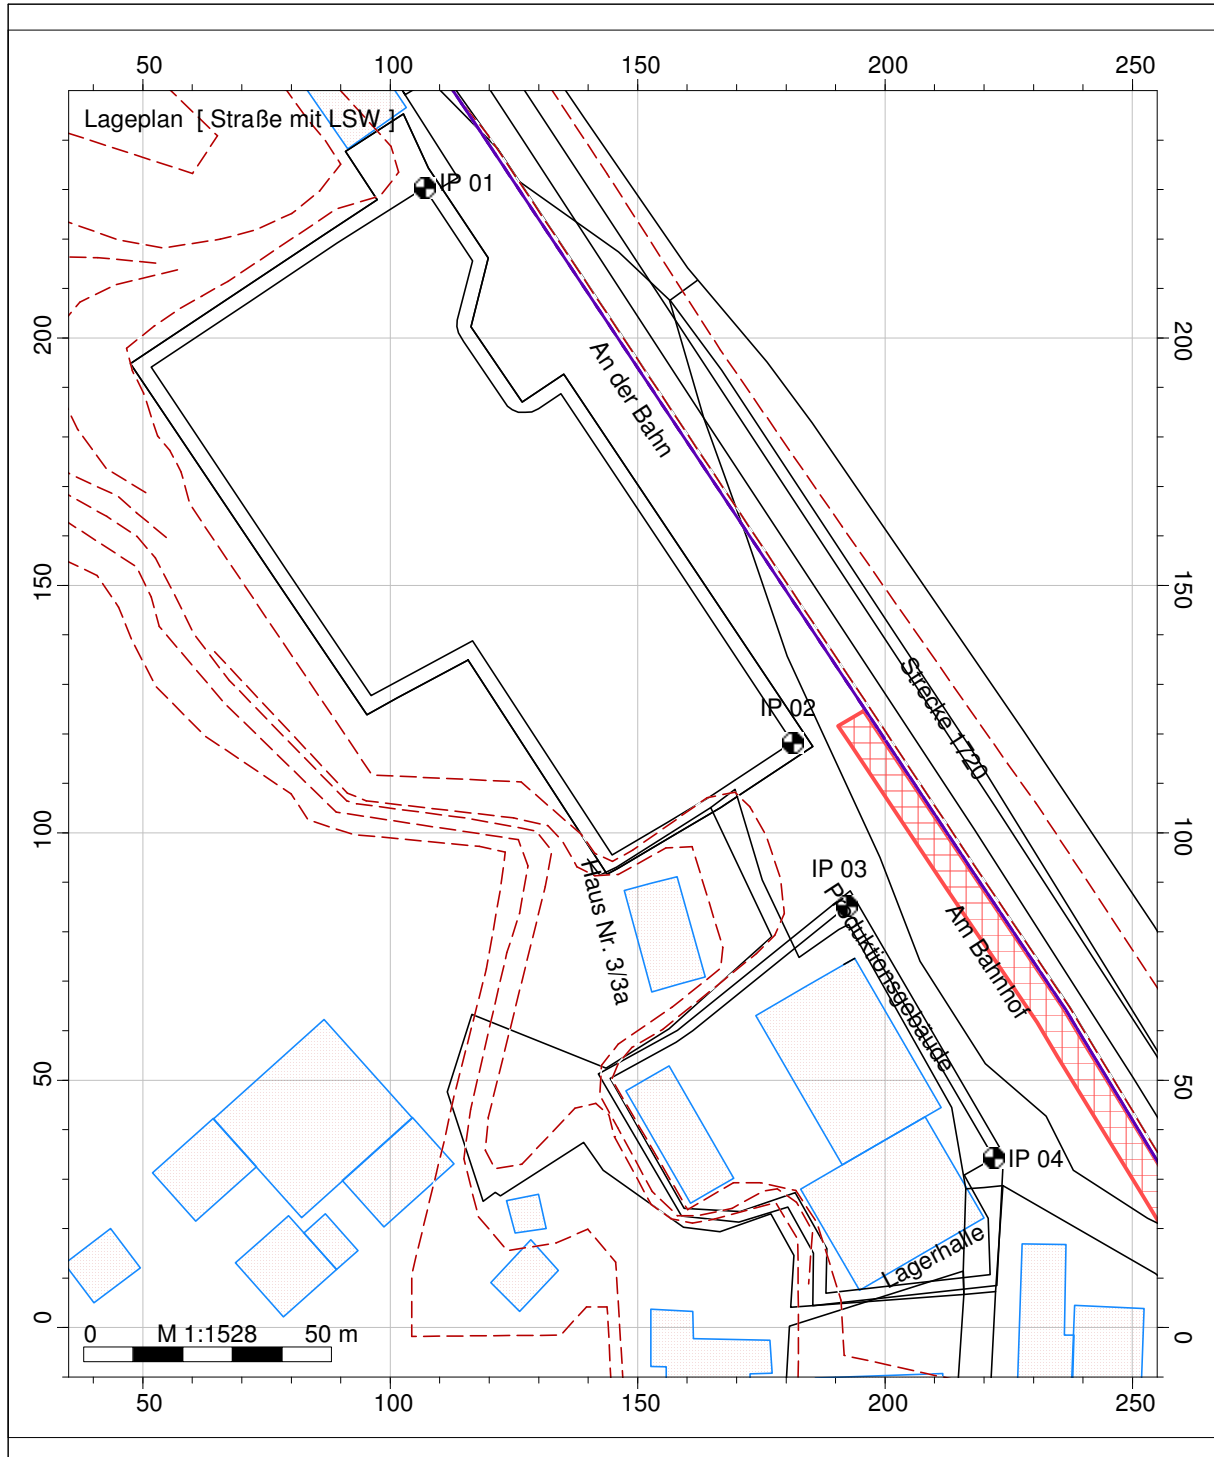 50 100 150 200 250
Lageplan [ Straße mit LSW ]
IP 01
200 200
An der Bahn
150 150
Strecke 1720
IP 02
100 100
IP 03
Haus Nr. 3/3a
Produktionsgebäude
Am Bahnhof
50 50
IP 04
Lagerhalle
0 M 1:1528 50 m
0 0
50 100 150 200 250